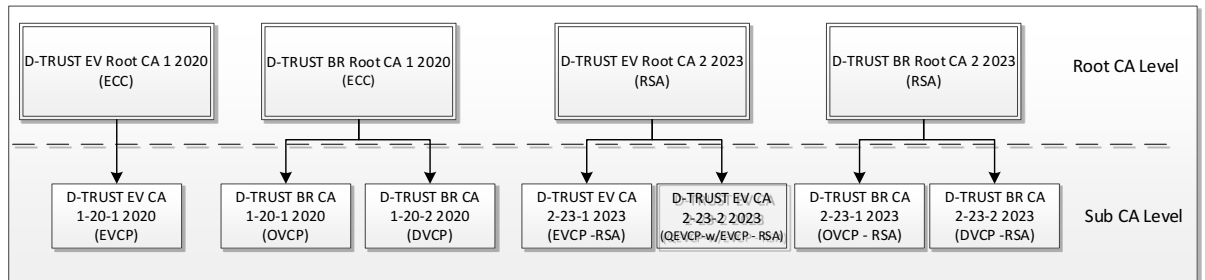 D-TRUST EV Root CA 1 2020
(ECC)
D-TRUST BR Root CA 1 2020
(ECC)
D-TRUST EV Root CA 2 2023
(RSA)
D-TRUST BR Root CA 2 2023
(RSA)
Root CA Level
D-TRUST EV CA
1-20-1 2020
(EVCP)
D-TRUST BR CA
1-20-1 2020
(OVCP)
D-TRUST BR CA
1-20-2 2020
(DVCP)
D-TRUST EV CA
2-23-1 2023
(EVCP -RSA)
D-TRUST EV CA
2-23-2 2023
(QEVCP-w/EVCP - RSA)
D-TRUST BR CA
2-23-1 2023
(OVCP - RSA)
D-TRUST BR CA
2-23-2 2023
(DVCP -RSA)
Sub CA Level